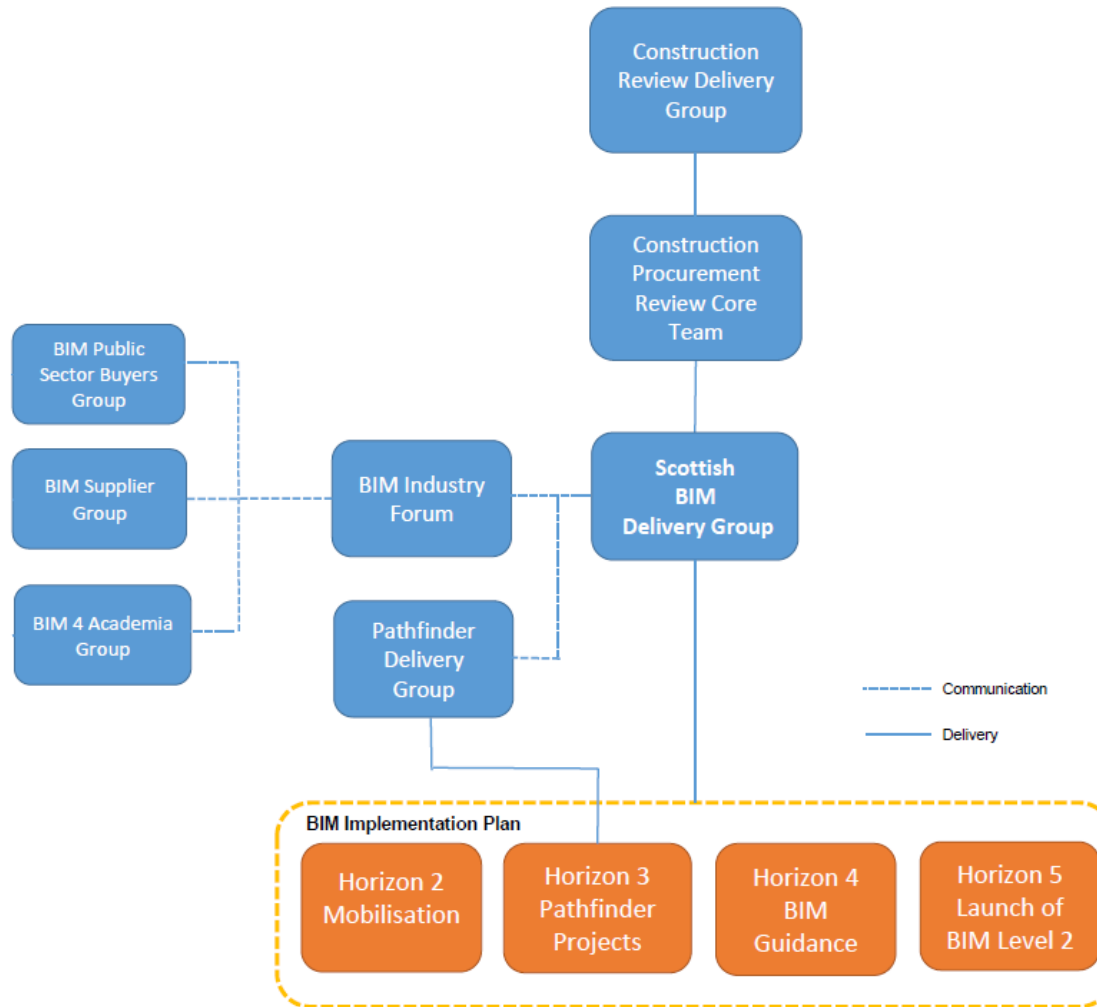 Construction
Review Delivery
Group
Construction
Procurement
Review Core
Team
BIM Public
Sector Buyers
Group
BIM Supplier
Group
BIM 4 Academia
Group
BIM Industry
Forum
Scottish
BIM
Delivery Group
Pathfinder
Delivery
Group
Communication
Delivery
BIM Implementation Plan
Horizon 2
Mobilisation
Horizon 3
Pathfinder
Projects
Horizon 4
BIM
Guidance
Horizon 5
Launch of
BIM Level 2